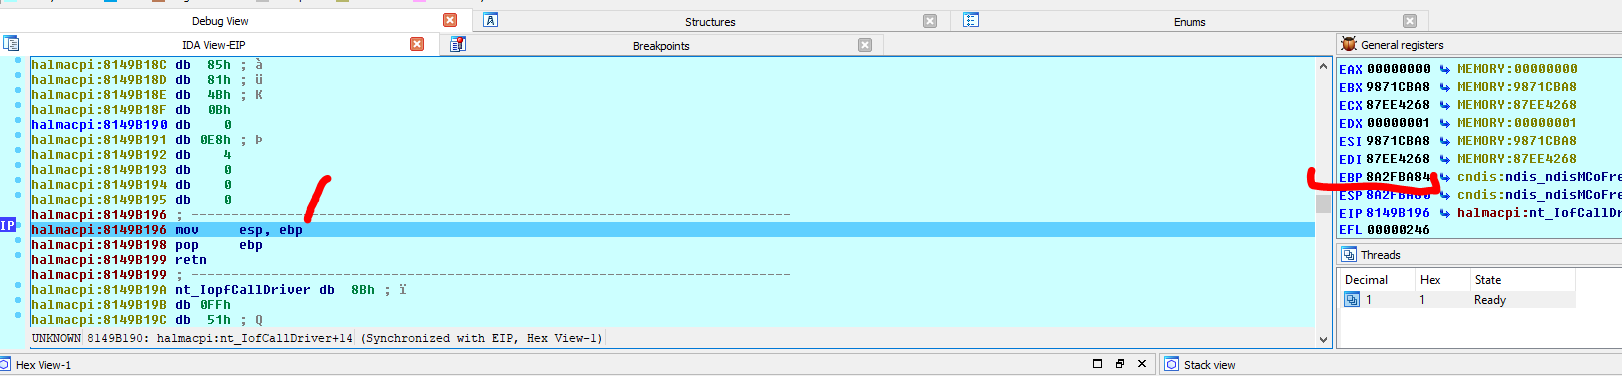 Debug View
Structures
Enums
IDA View-EIP
Breakpoints
General registers
halmacpi:8149B18C db  85h ; à
halmacpi:8149B18D db  81h ; ü
halmacpi:8149B18E db  4Bh ; K
halmacpi:8149B18F db  0Bh
halmacpi:8149B190 db    0
halmacpi:8149B191 db 0E8h ; Þ
halmacpi:8149B192 db    4
halmacpi:8149B193 db    0
halmacpi:8149B194 db    0
halmacpi:8149B195 db    0
halmacpi:8149B196 ; ---------------------------------------------------------------------------
IP
halmacpi:8149B196 mov     esp, ebp
halmacpi:8149B198 pop     ebp
halmacpi:8149B199 retn
halmacpi:8149B199 ; ---------------------------------------------------------------------------
halmacpi:8149B19A nt_IopfCallDriver db  8Bh ; ï
halmacpi:8149B19B db 0FFh
halmacpi:8149B19C db  51h ; Q
UNKNOWN 8149B190: halmacpi:nt_IofCallDriver+14 (Synchronized with EIP, Hex View-1)
EAX 00000000 MEMORY:00000000
EBX 9871CBA8 MEMORY:9871CBA8
ECX 87EE4268 MEMORY:87EE4268
EDX 00000001 MEMORY:00000001
ESI 9871CBA8 MEMORY:9871CBA8
EDI 87EE4268 MEMORY:87EE4268
EBP 8A2FBA84 cndis:ndis_ndisMCoFre
ESP cndis:ndis_ndisMCoFre
EIP 8149B196 halmacpi:nt_IofCallD
EFL 00000246
Threads
Decimal Hex State
1 1 Ready
Hex View-1
Stack view